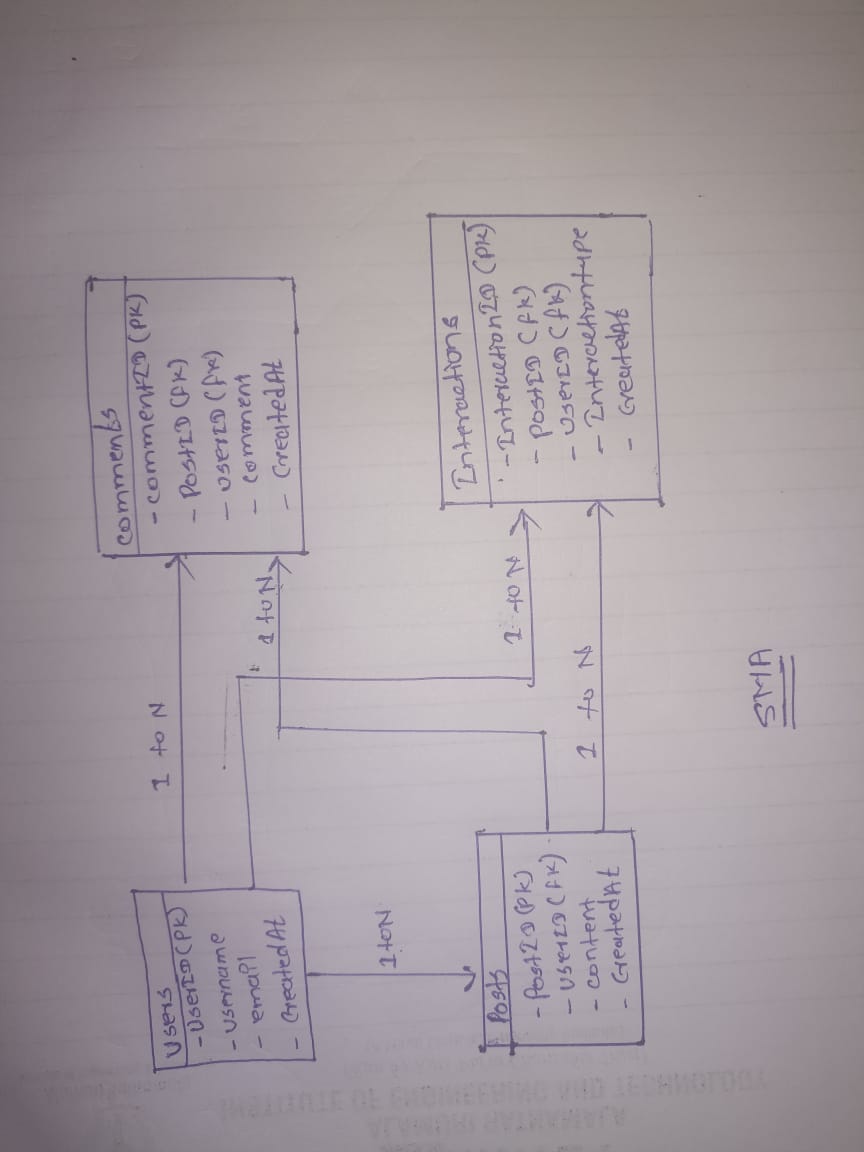 Users
- UserID (PK)
- Username
- email
- CreatedAt
1 to N
1 to N
Comments
- commentID (PK)
- PostID (fk)
- userID (fk)
- comment
- CreatedAt
1 to N
Posts
- PostID (PK)
- UserID (fk)
- content
- CreatedAt
1 to N
1 to N
Interactions
- InteractionID (PK)
- PostID (fk)
- UserID (fk)
- Interactiontype
- CreatedAt
SMA
INSTITUTE OF ENGINEERING AND TECHNOLOGY
ALAMURI RATNAMALA